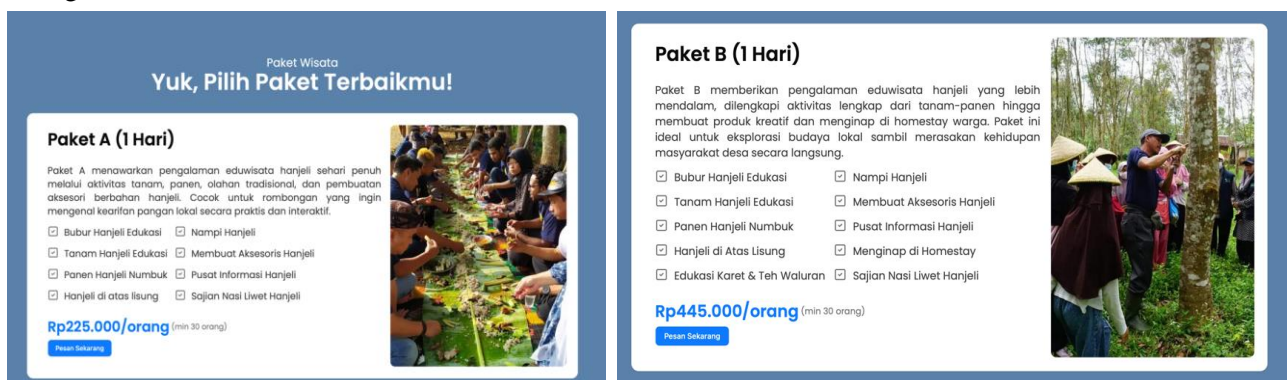 Paket Wisata
Yuk, Pilih Paket Terbaikmu!
Paket A (1 Hari)
Paket A menawarkan pengalaman eduwisata hanjeli sehari penuh
melalui aktivitas tanam, panen, olahan tradisional, dan pembuatan
aksesori berbahan hanjeli. Cocok untuk rombongan yang ingin
mengenal kearifan pangan lokal secara praktis dan interaktif.
Bubur Hanjeli Edukasi
Nampi Hanjeli
Tanam Hanjeli Edukasi
Membuat Aksesoris Hanjeli
Panen Hanjeli Numbuk
Pusat Informasi Hanjeli
Hanjeli di atas lisung
Sajian Nasi Liwet Hanjeli
Rp225.000/orang (min 30 orang)
Pesan Sekarang
Paket B (1 Hari)
Paket B memberikan pengalaman eduwisata hanjeli yang lebih
mendalam, dilengkapi aktivitas lengkap dari tanam-panen hingga
membuat produk kreatif dan menginap di homestay warga. Paket ini
ideal untuk eksplorasi budaya lokal sambil merasakan kehidupan
masyarakat desa secara langsung.
Bubur Hanjeli Edukasi
Nampi Hanjeli
Tanam Hanjeli Edukasi
Membuat Aksesoris Hanjeli
Panen Hanjeli Numbuk
Pusat Informasi Hanjeli
Hanjeli di Atas Lisung
Menginap di Homestay
Edukasi Karet & Teh Waluran
Sajian Nasi Liwet Hanjeli
Rp445.000/orang (min 30 orang)
Pesan Sekarang